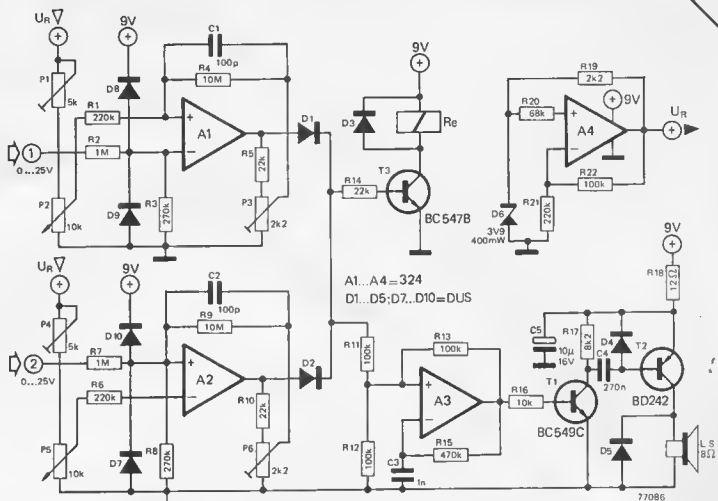 UR
9V
C1
100p
P1
5k
R4
10M
D8
R1
220k
+
A1
−
R2
1M
1
0...25V
D9
P2
10k
R3
270k
D1
R5
22k
P3
2k2
9V
D3
Re
R14
22k
T3
BC547B
R19
2k2
R20
68k
+
A4
−
9V
UR
R22
100k
R21
220k
D6
3V9
400mW
A1...A4=324
D1...D5;D7...D10=DUS
UR
9V
C2
100p
P4
5k
R9
10M
D10
R7
1M
2
0...25V
R6
220k
+
A2
−
D7
P5
10k
R8
270k
D2
R10
22k
P6
2k2
R11
100k
R13
100k
+
A3
−
R12
100k
R15
470k
C3
1n
R16
10k
C5
10µ
16V
R17
8k2
C4
270n
D4
T1
BC549C
9V
R18
12Ω
T2
BD242
D5
LS
8Ω
77086